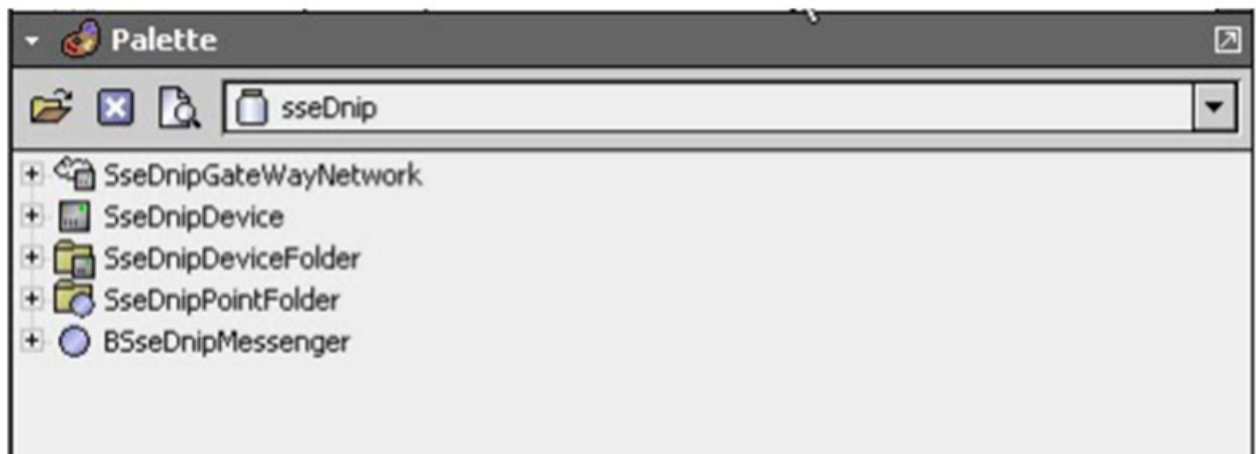 Palette
sseDnip
SseDnipGateWayNetwork
SseDnipDevice
SseDnipDeviceFolder
SseDnipPointFolder
BSseDnipMessenger